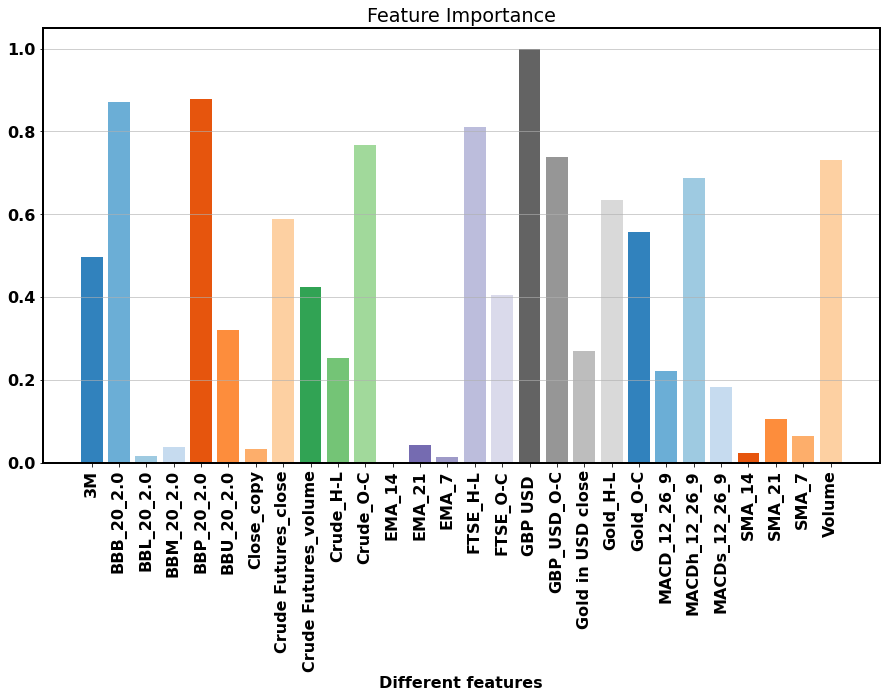 Feature Importance
1.0
0.8
0.6
0.4
0.2
0.0
3M
BBB_20_2.0
BBL_20_2.0
BBM_20_2.0
BBP_20_2.0
BBU_20_2.0
Close_copy
Crude Futures_close
Crude Futures_volume
Crude_H-L
Crude_O-C
EMA_14
EMA_21
EMA_7
FTSE_H-L
FTSE_O-C
GBP USD
GBP_USD_O-C
Gold in USD close
Gold_H-L
Gold_O-C
MACD_12_26_9
MACDh_12_26_9
MACDs_12_26_9
SMA_14
SMA_21
SMA_7
Volume
Different features